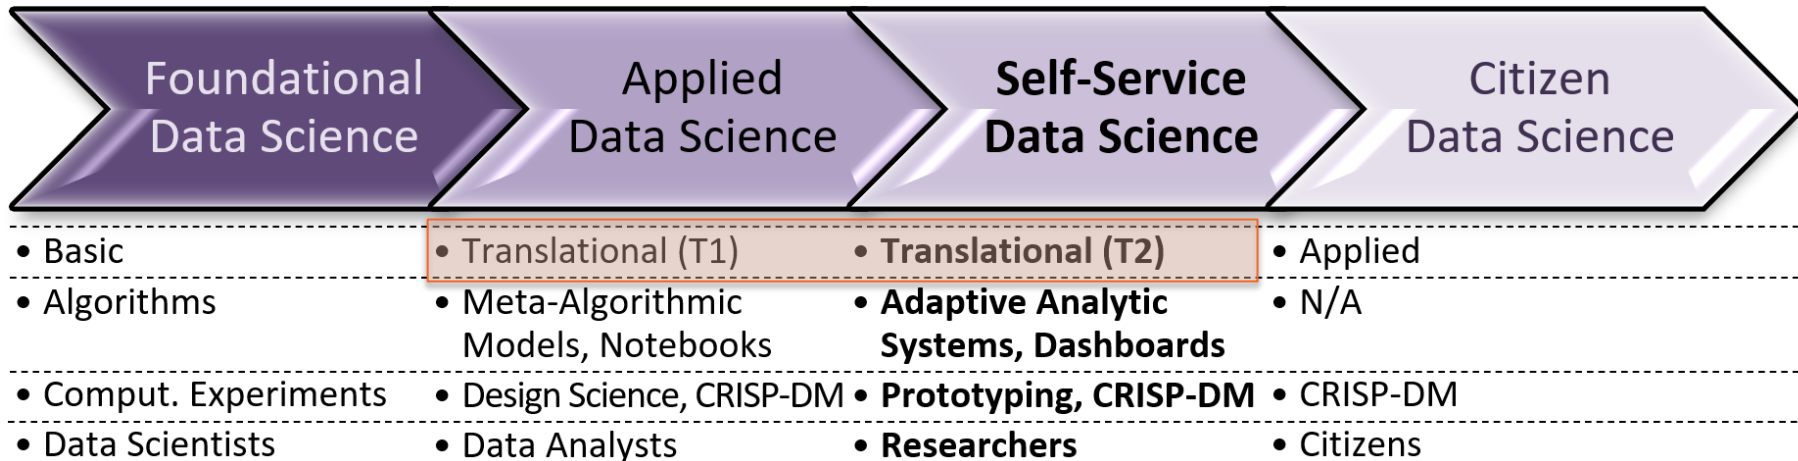 Foundational
Data Science
Applied
Data Science
Self-Service
Data Science
Citizen
Data Science
• Basic
• Translational (T1)
• Translational (T2)
• Applied
• Algorithms
• Meta-Algorithmic
Models, Notebooks
• Adaptive Analytic
Systems, Dashboards
• N/A
• Comput. Experiments
• Design Science, CRISP-DM
• Prototyping, CRISP-DM
• CRISP-DM
• Data Scientists
• Data Analysts
• Researchers
• Citizens